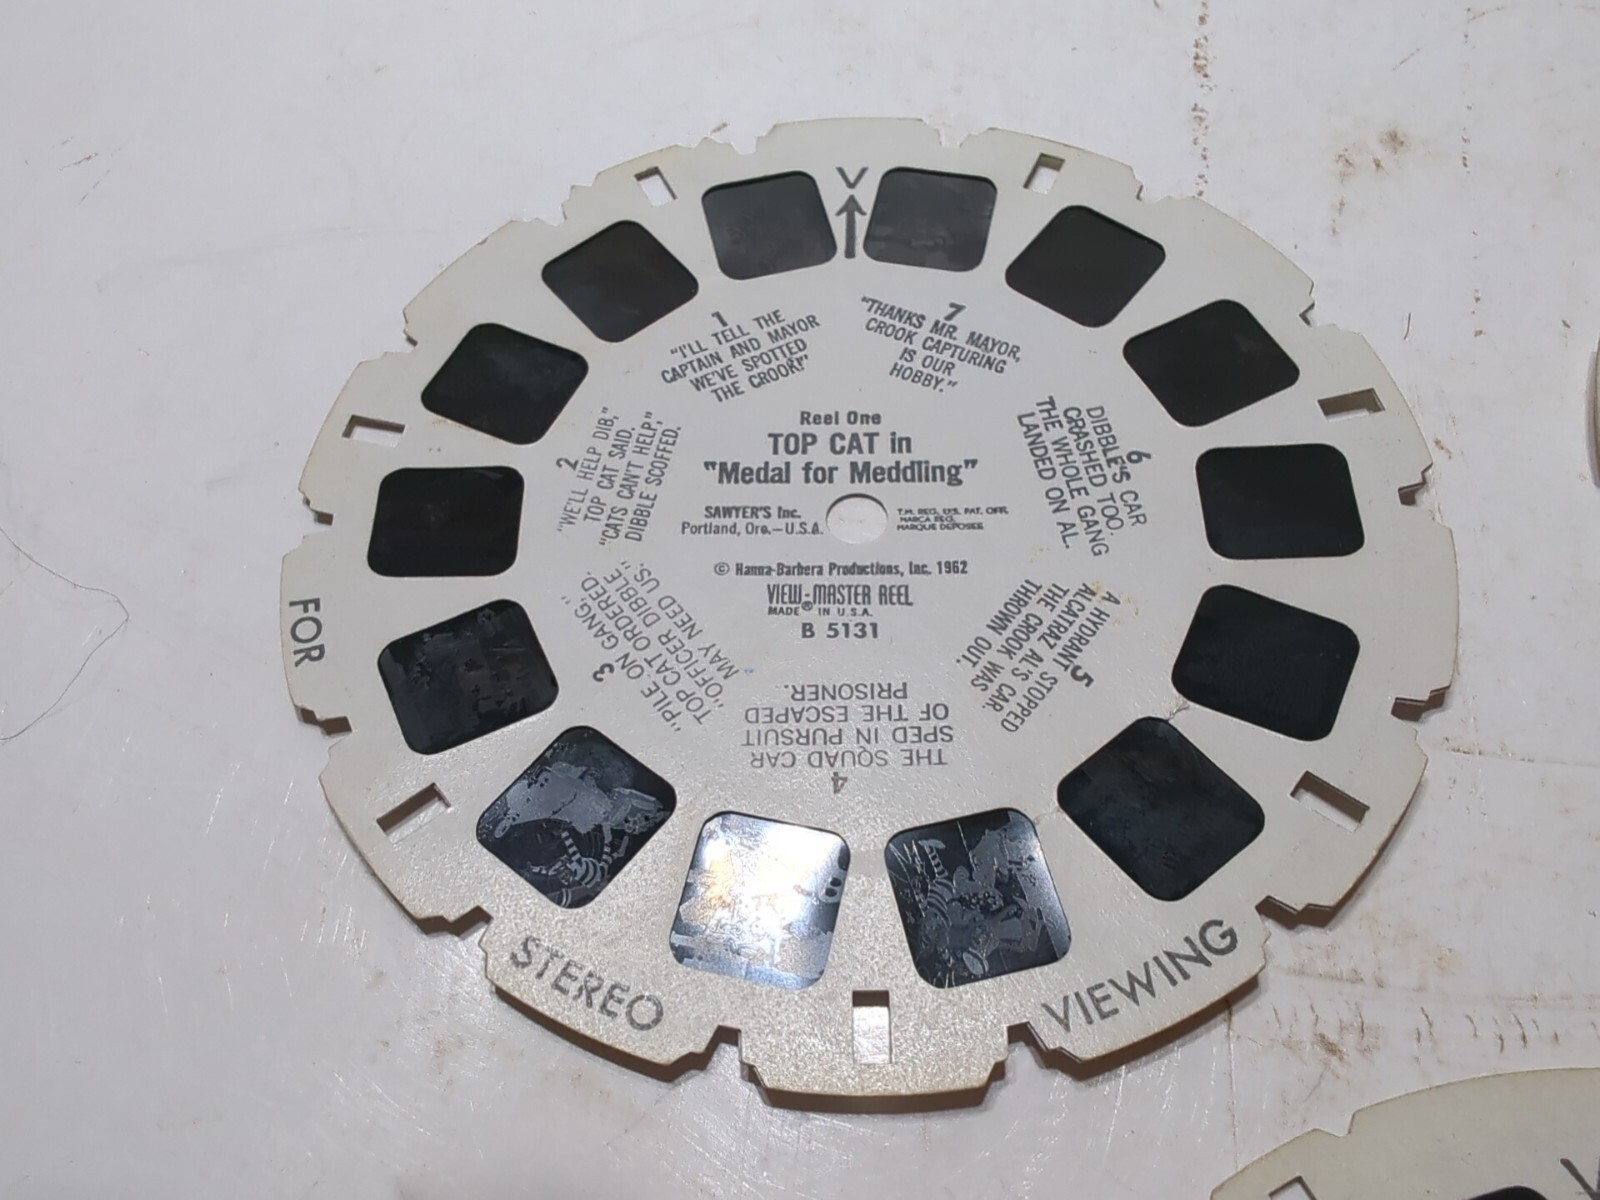 V
1
"I'LL TELL THE
CAPTAIN AND MAYOR
WE'VE SPOTTED
THE CROOK!"
7
"THANKS MR. MAYOR,
CROOK CAPTURING
IS OUR
HOBBY."
2
"WE'LL HELP DIB,"
TOP CAT SAID.
"CATS CAN'T HELP,"
DIBBLE SCOFFED.
Reel One
TOP CAT in
"Medal for Meddling"
SAWYER'S Inc.
Portland, Ore.—U.S.A.
T.M. REG. U.S. PAT. OFF.
MARCA REG.
MARQUE DEPOSEE
© Hanna-Barbera Productions, Inc. 1962
VIEW-MASTER REEL
MADE ® IN U.S.A.
B 5131
6
DIBBLE'S CAR
CRASHED TOO.
THE WHOLE GANG
LANDED ON AL.
3
"PILE ON GANG"
TOP CAT ORDERED.
"OFFICER DIBBLE
MAY NEED US."
5
A HYDRANT STOPPED
ALCATRAZ AL'S CAR.
THE CROOK WAS
THROWN OUT.
4
THE SQUAD CAR
SPED IN PURSUIT
OF THE ESCAPED
PRISONER.
FOR
STEREO
VIEWING